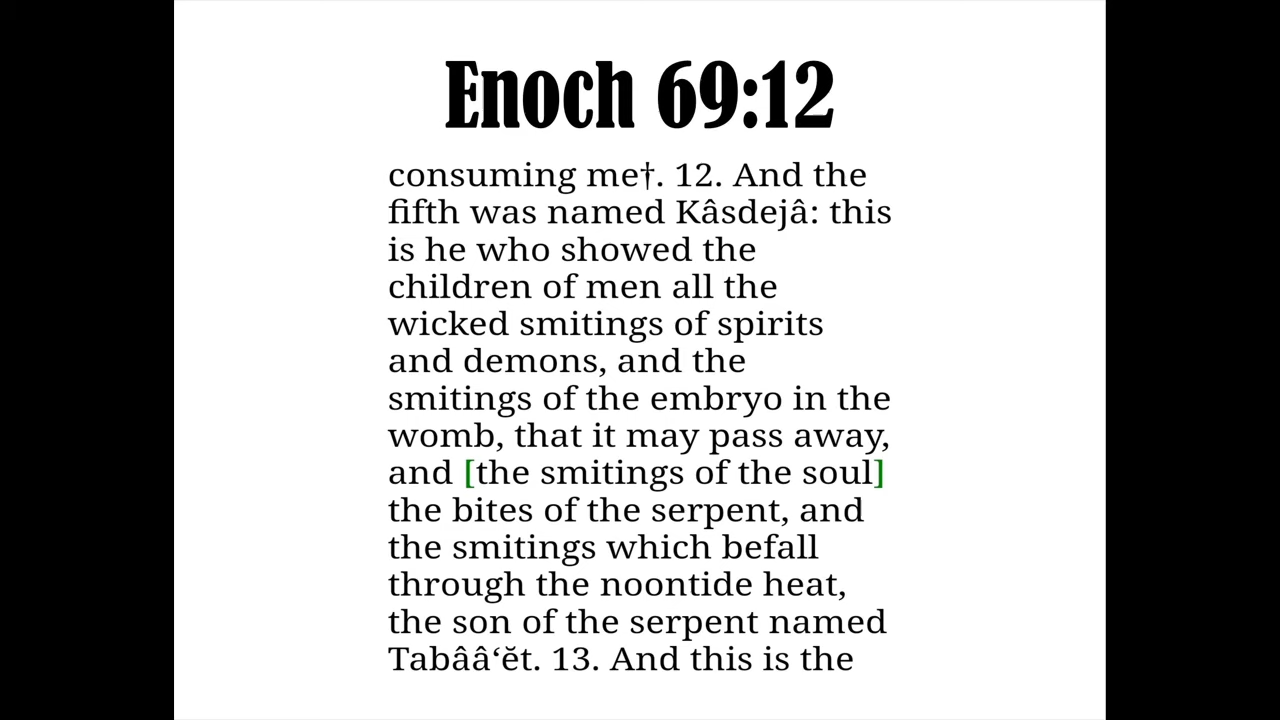 Enoch 69:12
consuming me†. 12. And the
fifth was named Kâsdejâ: this
is he who showed the
children of men all the
wicked smitings of spirits
and demons, and the
smitings of the embryo in the
womb, that it may pass away,
and [the smitings of the soul]
the bites of the serpent, and
the smitings which befall
through the noontide heat,
the son of the serpent named
Tabââ‘ĕt. 13. And this is the